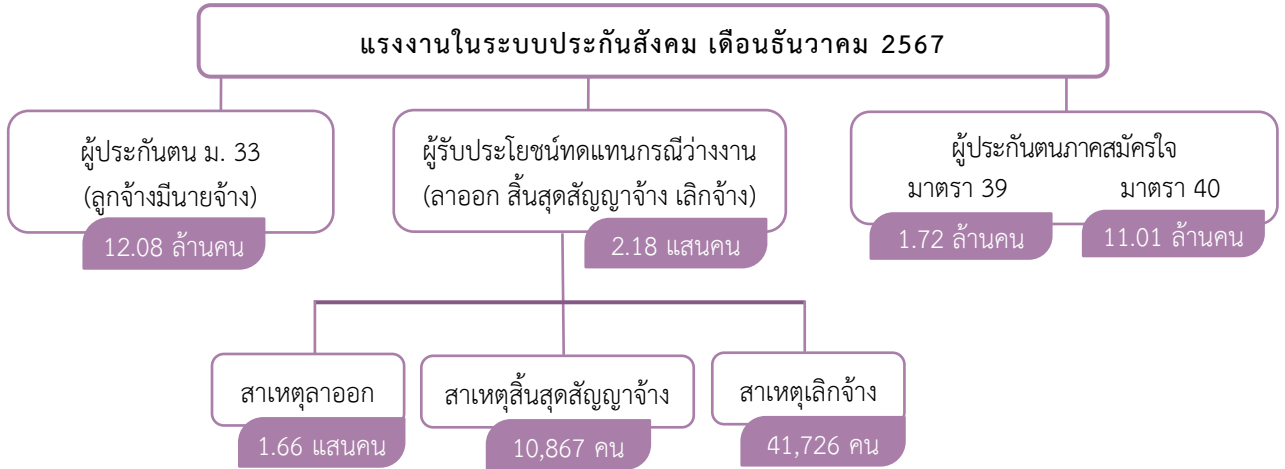 แรงงานในระบบประกันสังคม เดือนธันวาคม 2567
ผู้ประกันตน ม. 33
(ลูกจ้างมีนายจ้าง)
12.08 ล้านคน
ผู้รับประโยชน์ทดแทนกรณีว่างงาน
(ลาออก สิ้นสุดสัญญาจ้าง เลิกจ้าง)
2.18 แสนคน
ผู้ประกันตนภาคสมัครใจ
มาตรา 39 มาตรา 40
1.72 ล้านคน 11.01 ล้านคน
สาเหตุลาออก
1.66 แสนคน
สาเหตุสิ้นสุดสัญญาจ้าง
10,867 คน
สาเหตุเลิกจ้าง
41,726 คน